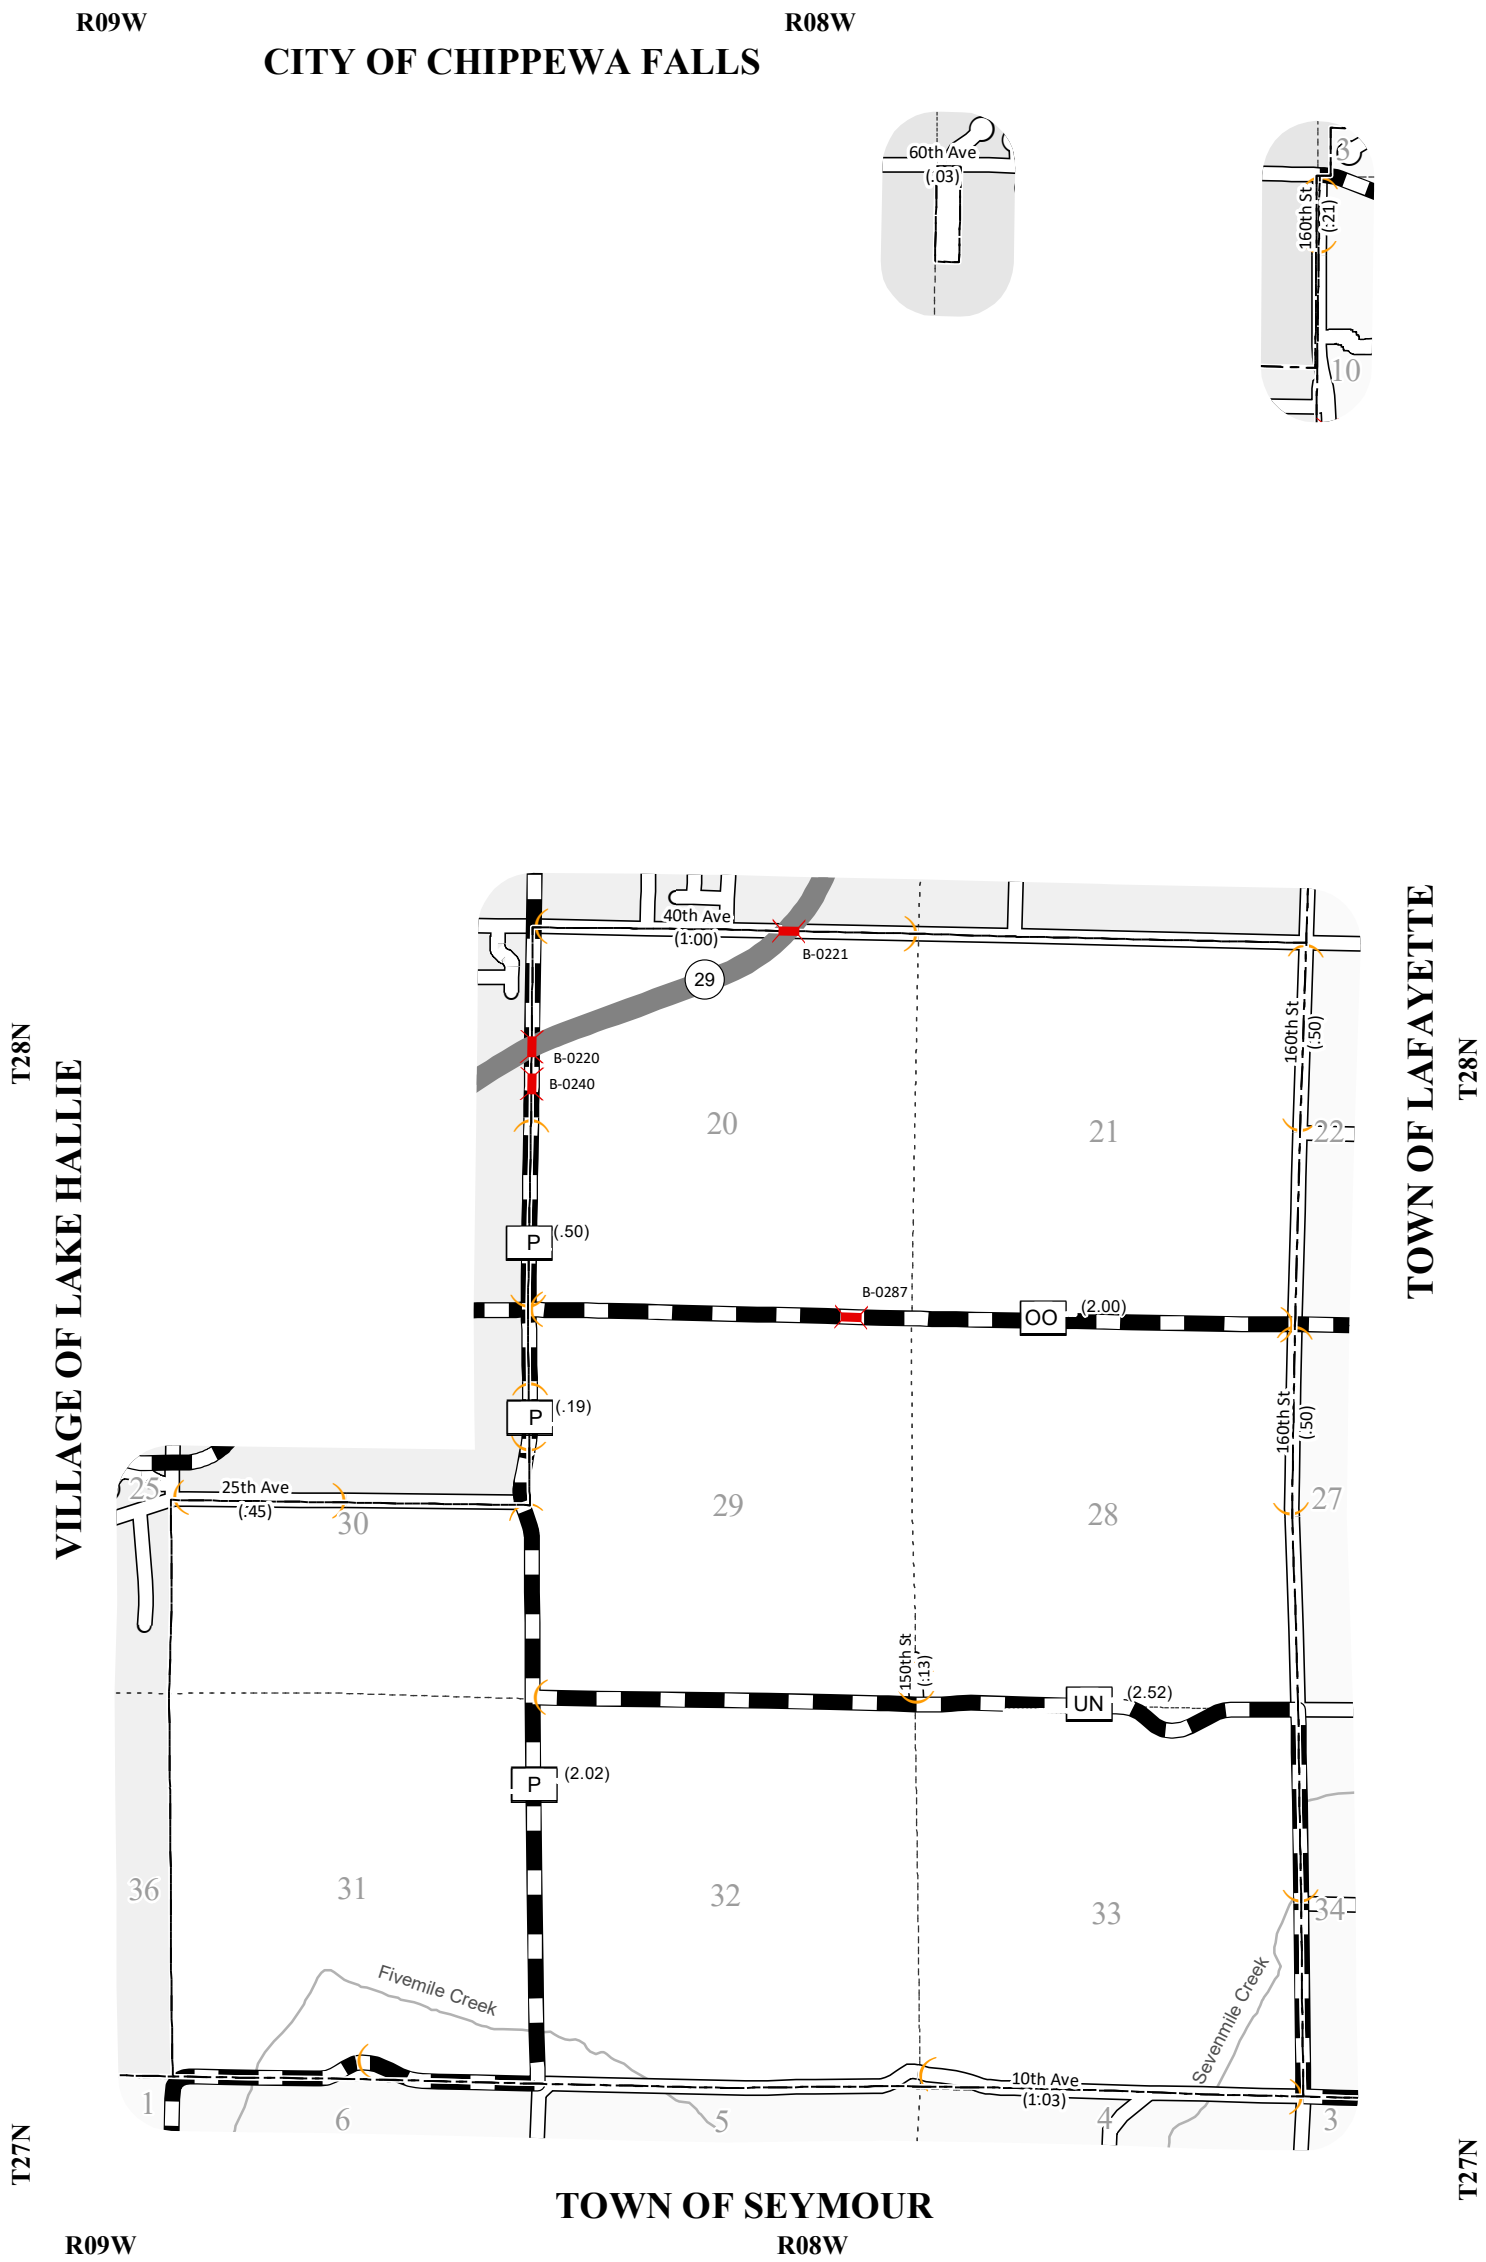 R09W
R08W
CITY OF CHIPPEWA FALLS
60th Ave
(.03)
3
160th St
(.21)
10
40th Ave
(1.00)
B-0221
29
B-0220
B-0240
20
21
22
160th St
(.50)
TOWN OF LAFAYETTE
T28N
T28N
VILLAGE OF LAKE HALLIE
P
(.50)
B-0287
OO
(2.00)
P
(.19)
160th St
(.50)
25
25th Ave
(.45)
30
29
28
27
150th St
(.13)
UN
(2.52)
P
(2.02)
36
31
32
33
34
Fivemile Creek
Sevenmile Creek
10th Ave
(1.03)
1
6
5
4
3
T27N
T27N
TOWN OF SEYMOUR
R09W
R08W